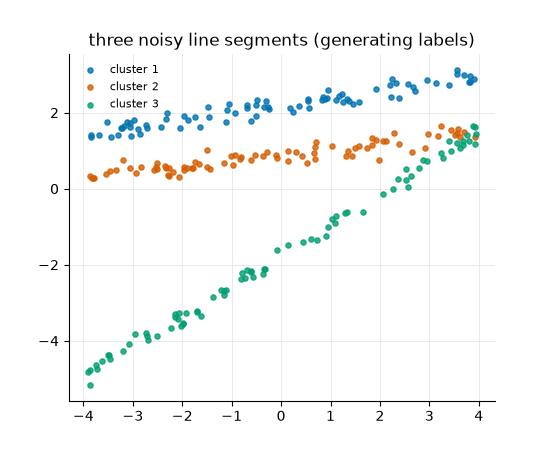 three noisy line segments (generating labels)
cluster 1
cluster 2
cluster 3
2
0
−2
−4
−4 −3 −2 −1 0 1 2 3 4